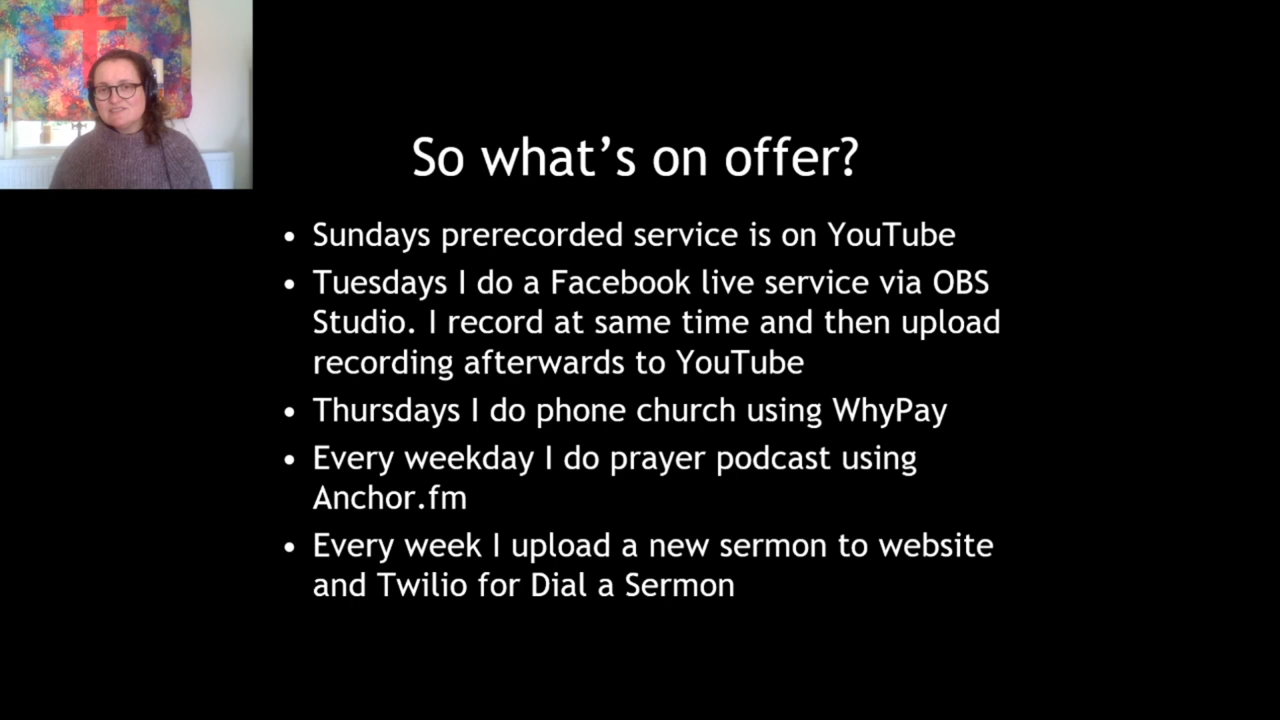 So what's on offer?
• Sundays prerecorded service is on YouTube
• Tuesdays I do a Facebook live service via OBS
Studio. I record at same time and then upload
recording afterwards to YouTube
• Thursdays I do phone church using WhyPay
• Every weekday I do prayer podcast using
Anchor.fm
• Every week I upload a new sermon to website
and Twilio for Dial a Sermon